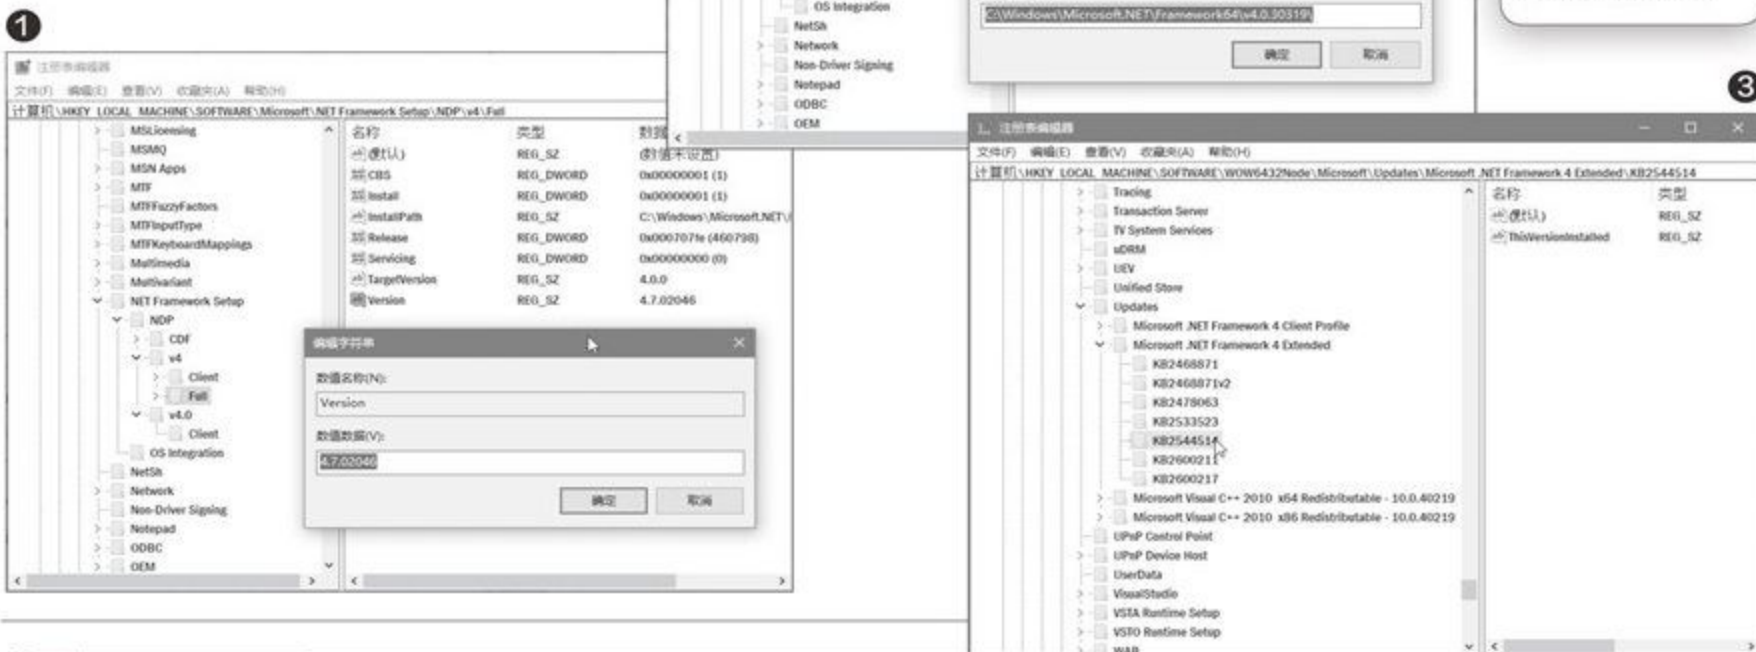 1
注册表编辑器
文件(F) 编辑(E) 查看(V) 收藏夹(A) 帮助(H)
计算机\HKEY_LOCAL_MACHINE\SOFTWARE\Microsoft\NET Framework Setup\NDP\v4\Full
MSLicensing
MSMQ
MSN Apps
MTF
MTFFuzzyFactors
MTFInputType
MTFKeyboardMappings
Multimedia
Multivariant
NET Framework Setup
NDP
CDF
v4
Client
Full
v4.0
Client
OS Integration
NetSh
Network
Non-Driver Signing
Notepad
ODBC
OEM
名称 类型 数据
(默认) REG_SZ (数值未设置)
CBS REG_DWORD 0x00000001 (1)
Install REG_DWORD 0x00000001 (1)
InstallPath REG_SZ C:\Windows\Microsoft.NET\
Release REG_DWORD 0x000707fe (460798)
Servicing REG_DWORD 0x00000000 (0)
TargetVersion REG_SZ 4.0.0
Version REG_SZ 4.7.02046
编辑字符串
数值名称(N):
Version
数值数据(V):
4.7.02046
确定 取消
OS Integration
NetSh
Network
Non-Driver Signing
Notepad
ODBC
OEM
C:\Windows\Microsoft.NET\Framework64\v4.0.30319\
确定 取消
3
注册表编辑器
文件(F) 编辑(E) 查看(V) 收藏夹(A) 帮助(H)
计算机\HKEY_LOCAL_MACHINE\SOFTWARE\WOW6432Node\Microsoft\Updates\Microsoft .NET Framework 4 Extended\KB2544514
Tracing
Transaction Server
TV System Services
uDRM
UEV
Unified Store
Updates
Microsoft .NET Framework 4 Client Profile
Microsoft .NET Framework 4 Extended
KB2468871
KB2468871v2
KB2478063
KB2533523
KB2544514
KB2600211
KB2600217
Microsoft Visual C++ 2010 x64 Redistributable - 10.0.40219
Microsoft Visual C++ 2010 x86 Redistributable - 10.0.40219
UPnP Control Point
UPnP Device Host
UserData
VisualStudio
VSTA Runtime Setup
VSTO Runtime Setup
WAB
名称 类型
(默认) REG_SZ
ThisVersionInstalled REG_SZ